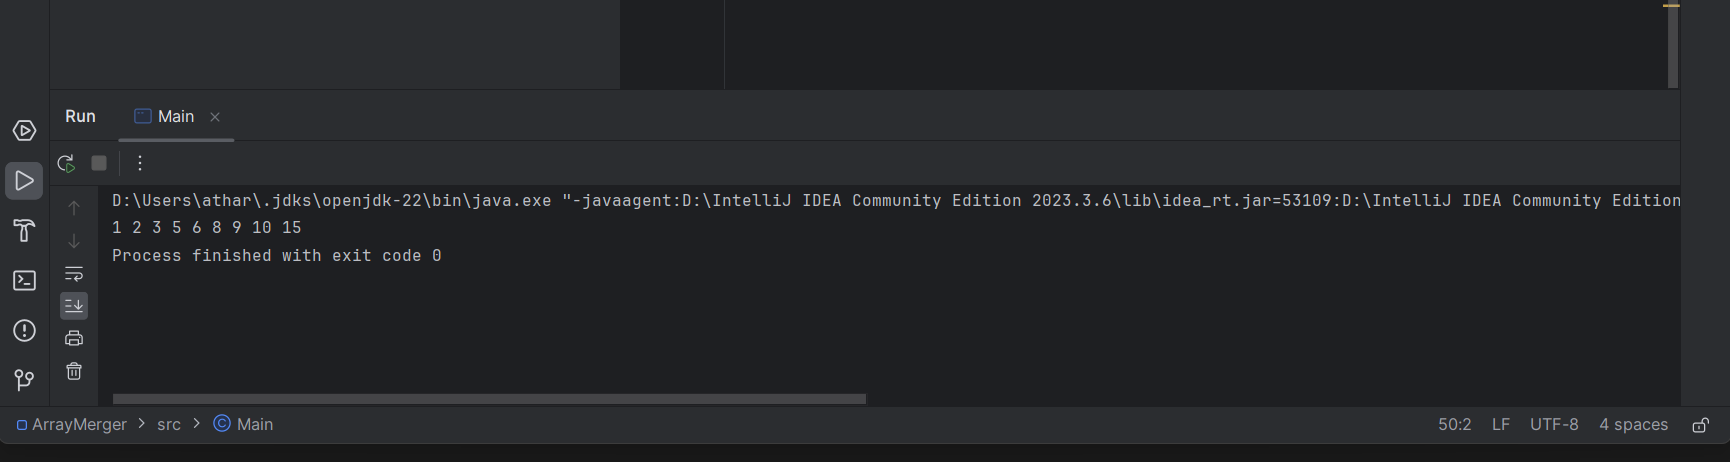 Run Main
D:\Users\athar\.jdks\openjdk-22\bin\java.exe "-javaagent:D:\IntelliJ IDEA Community Edition 2023.3.6\lib\idea_rt.jar=53109:D:\IntelliJ IDEA Community Edition
1 2 3 5 6 8 9 10 15
Process finished with exit code 0
ArrayMerger > src > Main 50:2 LF UTF-8 4 spaces